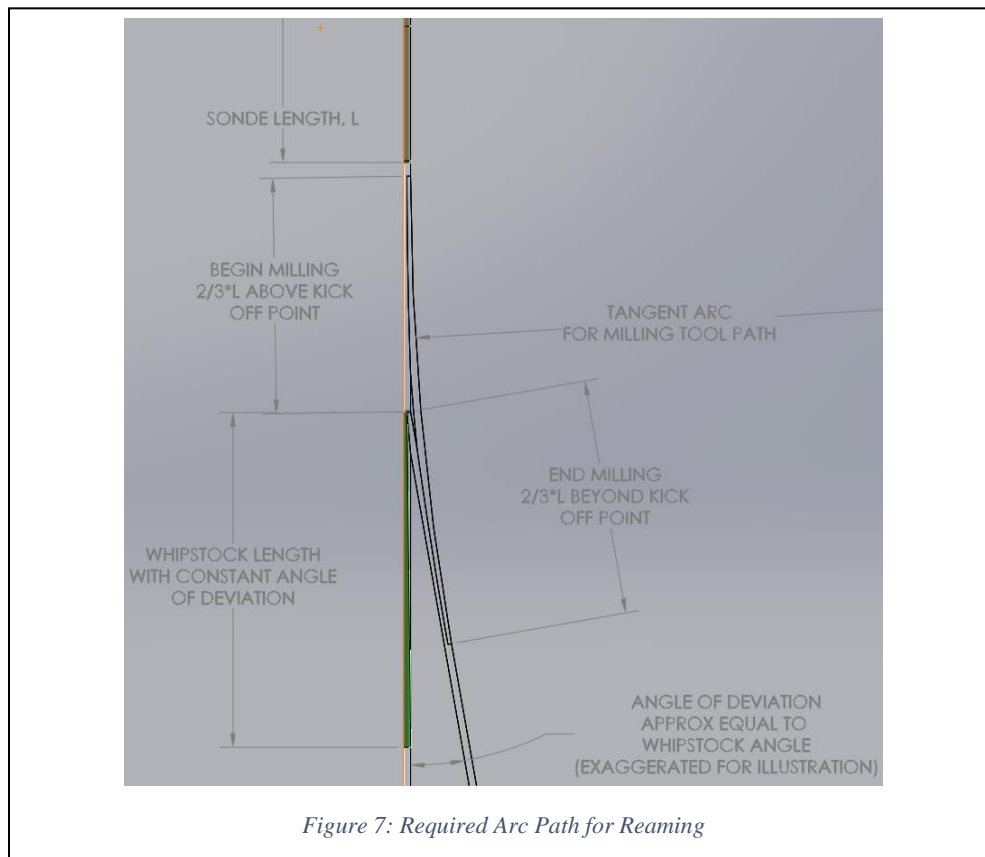 SONDE LENGTH, L
BEGIN MILLING
2/3*L ABOVE KICK
OFF POINT
TANGENT ARC
FOR MILLING TOOL PATH
END MILLING
2/3*L BEYOND KICK
OFF POINT
WHIPSTOCK LENGTH
WITH CONSTANT ANGLE
OF DEVIATION
ANGLE OF DEVIATION
APPROX EQUAL TO
WHIPSTOCK ANGLE
(EXAGGERATED FOR ILLUSTRATION)
Figure 7: Required Arc Path for Reaming